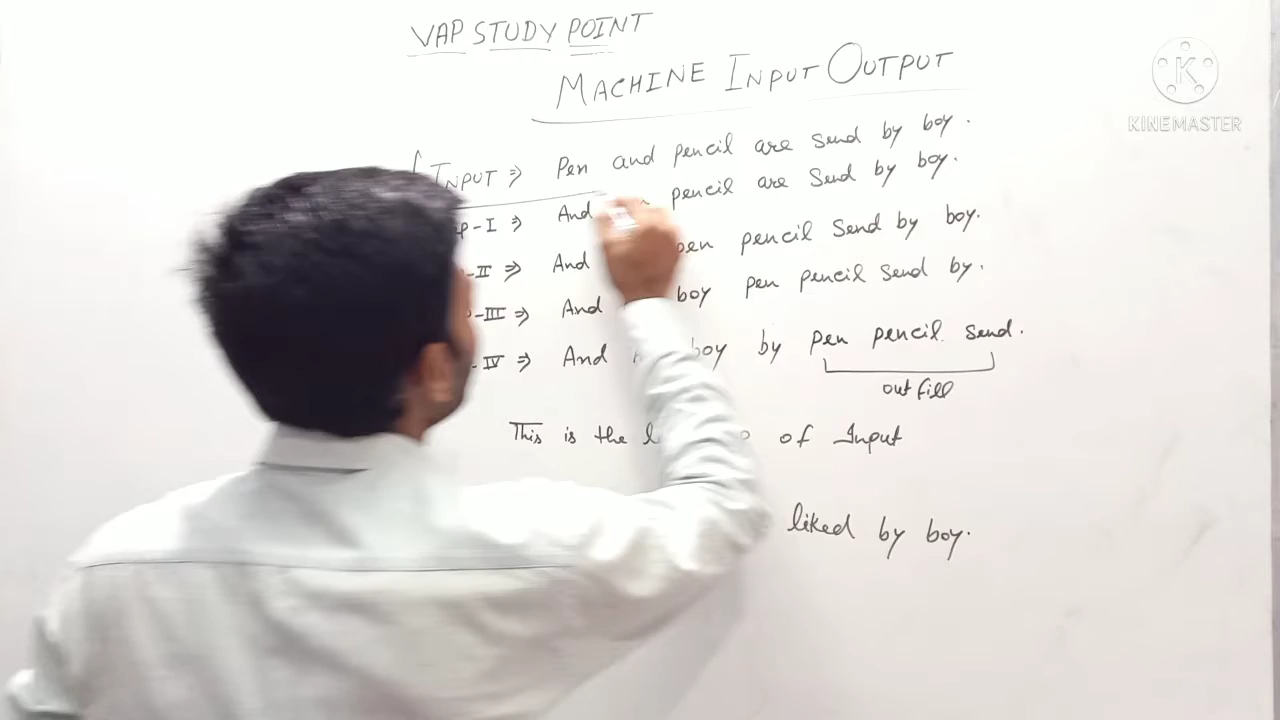 VAP STUDY POINT
MACHINE INPUT OUTPUT
K
KINEMASTER
INPUT ⇒ Pen and pencil are send by boy.
p-I ⇒ And pencil are send by boy.
-II ⇒ And pen pencil send by boy.
-III ⇒ And boy pen pencil send by.
-IV ⇒ And boy by pen pencil send.
out fill
This is the of Input
liked by boy.